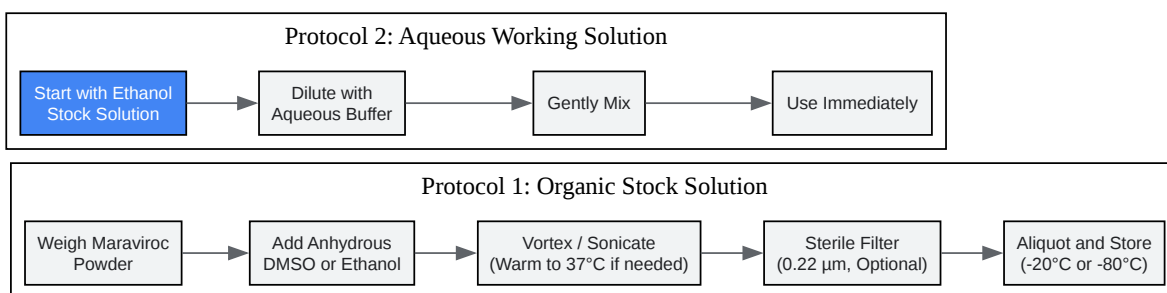 Protocol 2: Aqueous Working Solution
Start with Ethanol
Stock Solution
Dilute with
Aqueous Buffer
Gently Mix
Use Immediately
Protocol 1: Organic Stock Solution
Weigh Maraviroc
Powder
Add Anhydrous
DMSO or Ethanol
Vortex / Sonicate
(Warm to 37°C if needed)
Sterile Filter
(0.22 µm, Optional)
Aliquot and Store
(-20°C or -80°C)